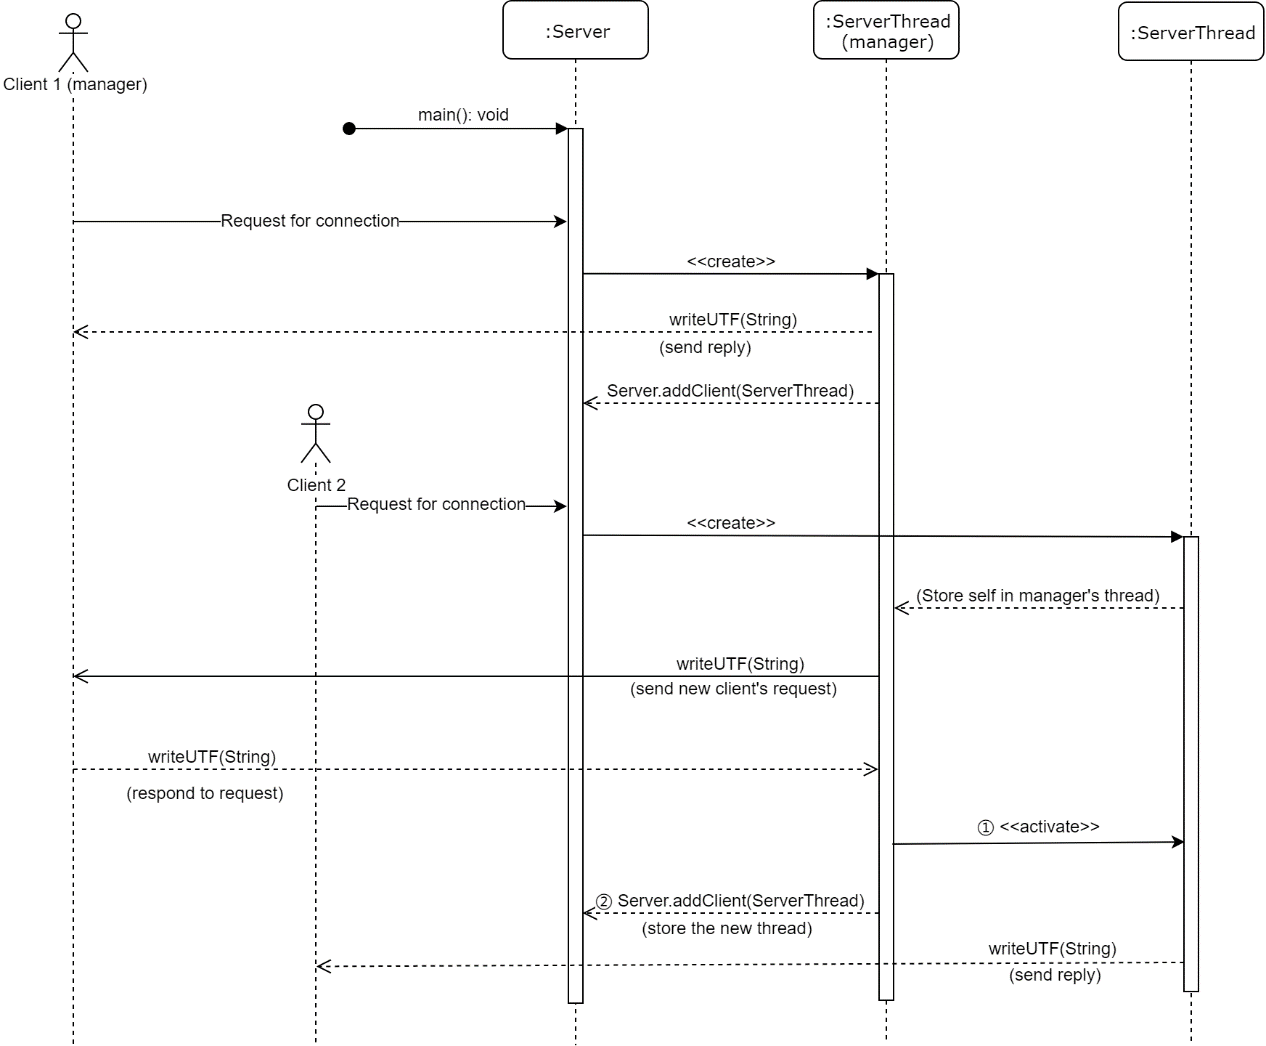 :Server
:ServerThread
(manager)
:ServerThread
Client 1 (manager)
main(): void
Request for connection
<<create>>
writeUTF(String)
(send reply)
Server.addClient(ServerThread)
Client 2
Request for connection
<<create>>
(Store self in manager's thread)
writeUTF(String)
(send new client's request)
writeUTF(String)
(respond to request)
① <<activate>>
② Server.addClient(ServerThread)
(store the new thread)
writeUTF(String)
(send reply)